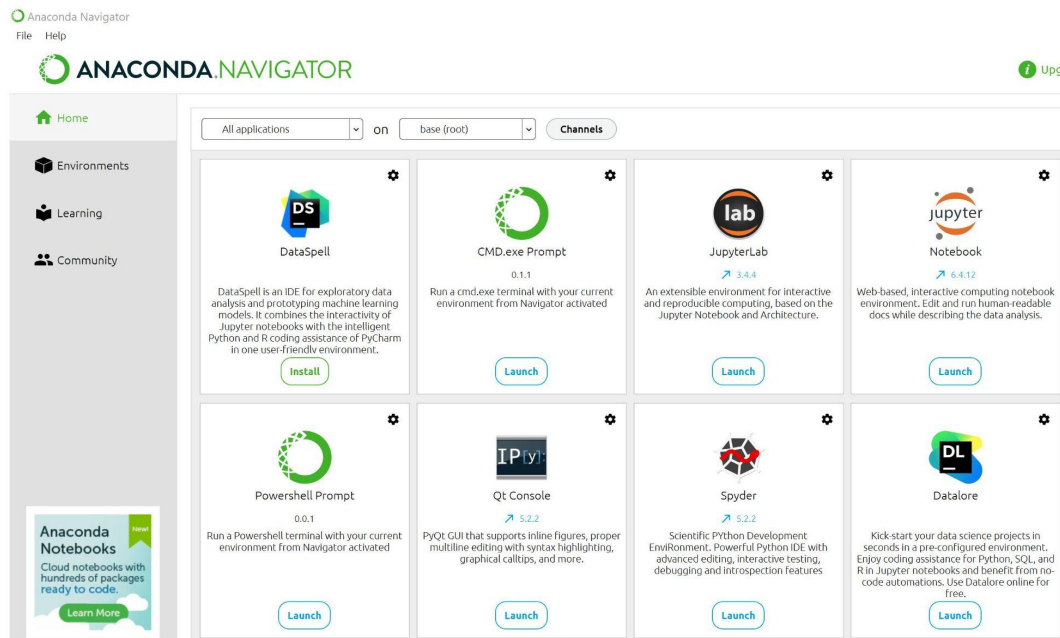 Anaconda Navigator
File Help
ANACONDA.NAVIGATOR
Home
Environments
Learning
Community
Anaconda
Notebooks
New!
Cloud notebooks with
hundreds of packages
ready to code.
Learn More
All applications on base (root) Channels
DS
DataSpell
DataSpell is an IDE for exploratory data
analysis and prototyping machine learning
models. It combines the interactivity of
Jupyter notebooks with the intelligent
Python and R coding assistance of PyCharm
in one user-friendly environment.
Install
CMD.exe Prompt
0.1.1
Run a cmd.exe terminal with your current
environment from Navigator activated
Launch
lab
JupyterLab
3.4.4
An extensible environment for interactive
and reproducible computing, based on the
Jupyter Notebook and Architecture.
Launch
jupyter
Notebook
6.4.12
Web-based, interactive computing notebook
environment. Edit and run human-readable
docs while describing the data analysis.
Launch
Powershell Prompt
0.0.1
Run a Powershell terminal with your current
environment from Navigator activated
Launch
IP[y]:
Qt Console
5.2.2
PyQt GUI that supports inline figures, proper
multiline editing with syntax highlighting,
graphical calltips, and more.
Launch
Spyder
5.2.2
Scientific PYthon Development
EnviRonment. Powerful Python IDE with
advanced editing, interactive testing,
debugging and introspection features
Launch
DL
Datalore
Kick-start your data science projects in
seconds in a pre-configured environment.
Enjoy coding assistance for Python, SQL, and
R in Jupyter notebooks and benefit from no-
code automations. Use Datalore online for
free.
Launch